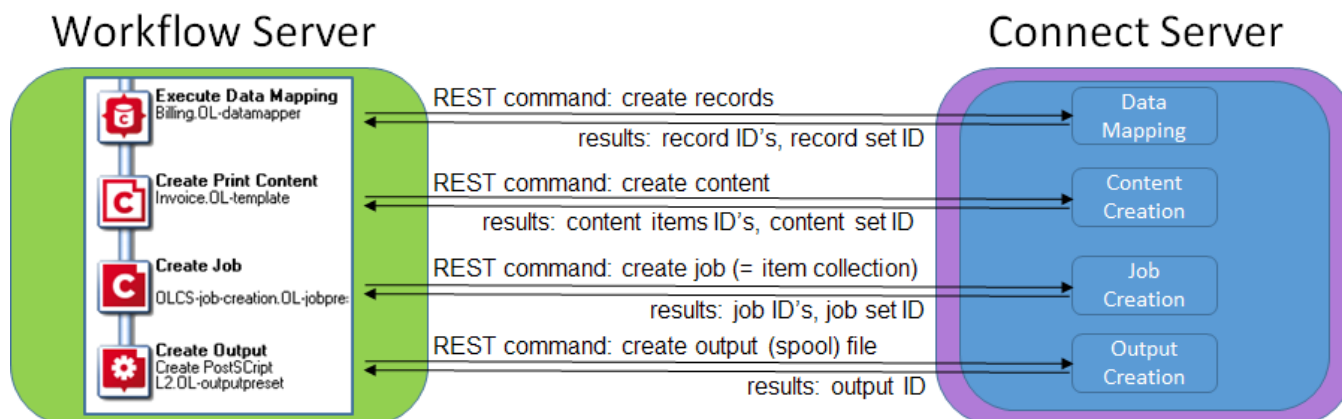 Workflow Server
Connect Server
Execute Data Mapping
Billing.OL-datamapper
REST command: create records
results: record ID's, record set ID
Data
Mapping
Create Print Content
Invoice.OL-template
REST command: create content
results: content items ID's, content set ID
Content
Creation
Create Job
OLCS-job-creation.OL-jobpre
REST command: create job (= item collection)
results: job ID's, job set ID
Job
Creation
Create Output
Create PostSCript
L2.OL-outputpreset
REST command: create output (spool) file
results: output ID
Output
Creation